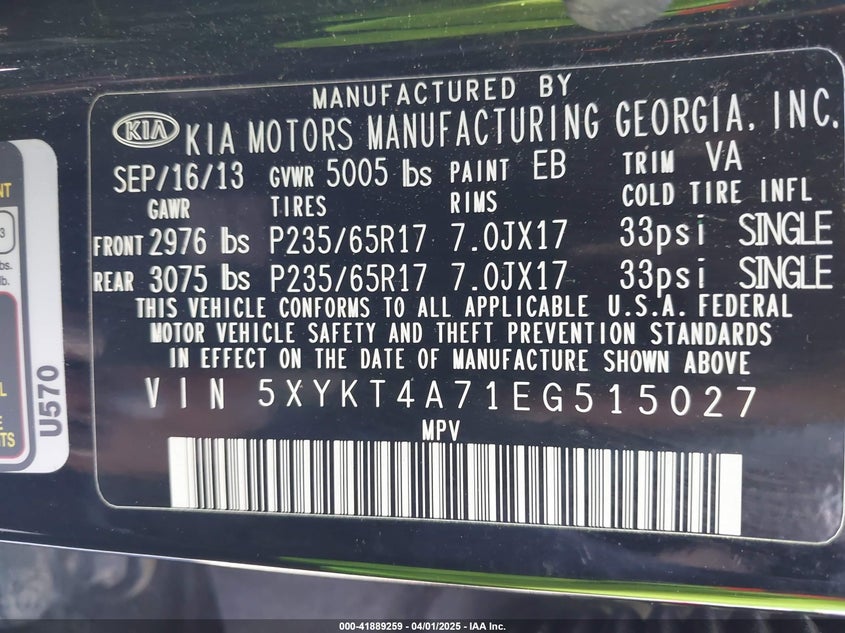 MANUFACTURED BY
KIA KIA MOTORS MANUFACTURING GEORGIA, INC.
SEP/16/13 GVWR 5005 lbs PAINT EB TRIM VA
GAWR TIRES RIMS COLD TIRE INFL
FRONT 2976 lbs P235/65R17 7.0JX17 33psi SINGLE
REAR 3075 lbs P235/65R17 7.0JX17 33psi SINGLE
THIS VEHICLE CONFORMS TO ALL APPLICABLE U.S.A. FEDERAL
MOTOR VEHICLE SAFETY AND THEFT PREVENTION STANDARDS
IN EFFECT ON THE DATE OF MANUFACTURE SHOWN ABOVE
VIN 5XYKT4A71EG515027
MPV
U570
000-41889259 - 04/01/2025 - IAA Inc.